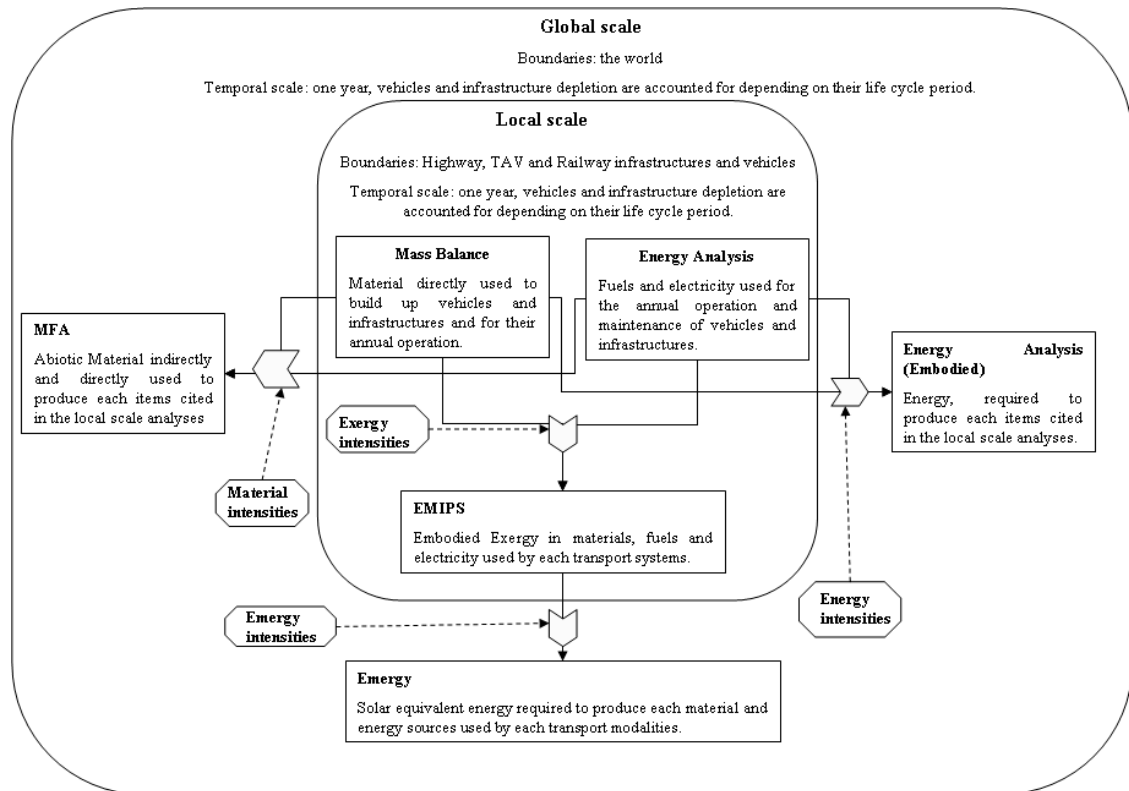 Global scale
Boundaries: the world
Temporal scale: one year, vehicles and infrastructure depletion are accounted for depending on their life cycle period.
Local scale
Boundaries: Highway, TAV and Railway infrastructures and vehicles
Temporal scale: one year, vehicles and infrastructure depletion are
accounted for depending on their life cycle period.
Mass Balance
Material directly used to
build up vehicles and
infrastructures and for their
annual operation.
Energy Analysis
Fuels and electricity used for
the annual operation and
maintenance of vehicles and
infrastructures.
MFA
Abiotic Material indirectly
and directly used to
produce each items cited
in the local scale analyses
Energy Analysis
(Embodied)
Energy, required to
produce each items cited
in the local scale analyses.
Exergy
intensities
Material
intensities
EMIPS
Embodied Exergy in materials, fuels and
electricity used by each transport systems.
Energy
intensities
Emergy
intensities
Emergy
Solar equivalent energy required to produce each material and
energy sources used by each transport modalities.